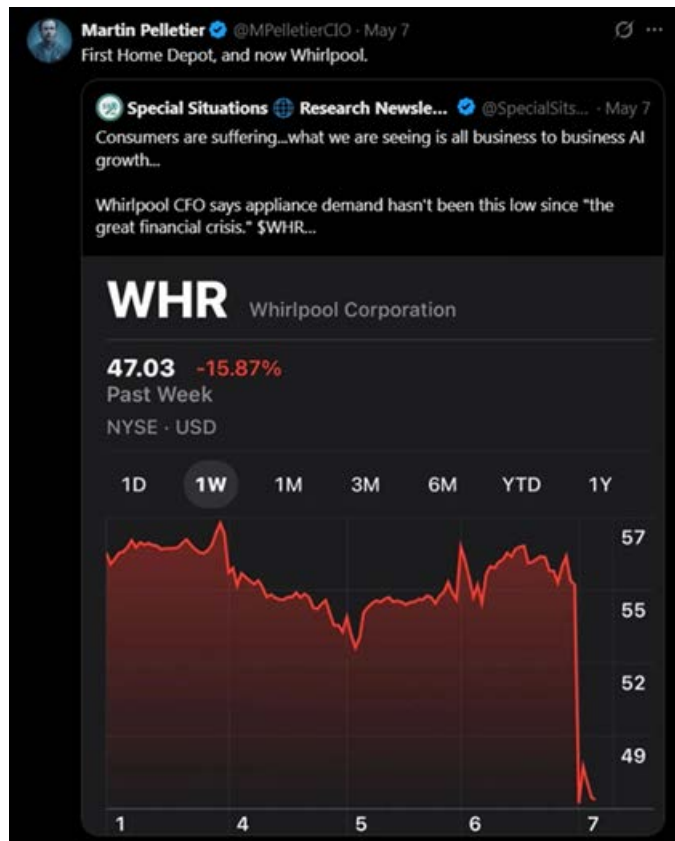 Martin Pelletier @MPelletierCIO · May 7
First Home Depot, and now Whirlpool.
Special Situations 🌐 Research Newsle... @SpecialSits... · May 7
Consumers are suffering...what we are seeing is all business to business AI
growth...
Whirlpool CFO says appliance demand hasn't been this low since "the
great financial crisis." $WHR...
WHR Whirlpool Corporation
47.03 -15.87%
Past Week
NYSE · USD
1D 1W 1M 3M 6M YTD 1Y
57
55
52
49
1 4 5 6 7